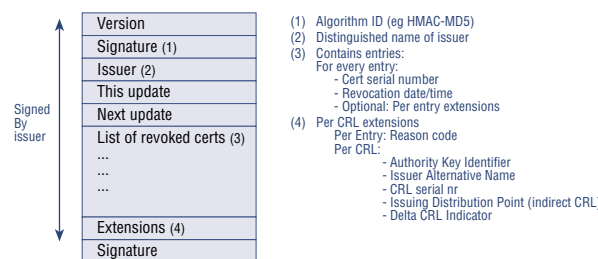 Signed
By
issuer
Version
Signature (1)
Issuer (2)
This update
Next update
List of revoked certs (3)
...
...
...
Extensions (4)
Signature
(1) Algorithm ID (eg HMAC-MD5)
(2) Distinguished name of issuer
(3) Contains entries:
For every entry:
- Cert serial number
- Revocation date/time
- Optional: Per entry extensions
(4) Per CRL extensions
Per Entry: Reason code
Per CRL:
- Authority Key Identifier
- Issuer Alternative Name
- CRL serial nr
- Issuing Distribution Point (indirect CRL)
- Delta CRL Indicator